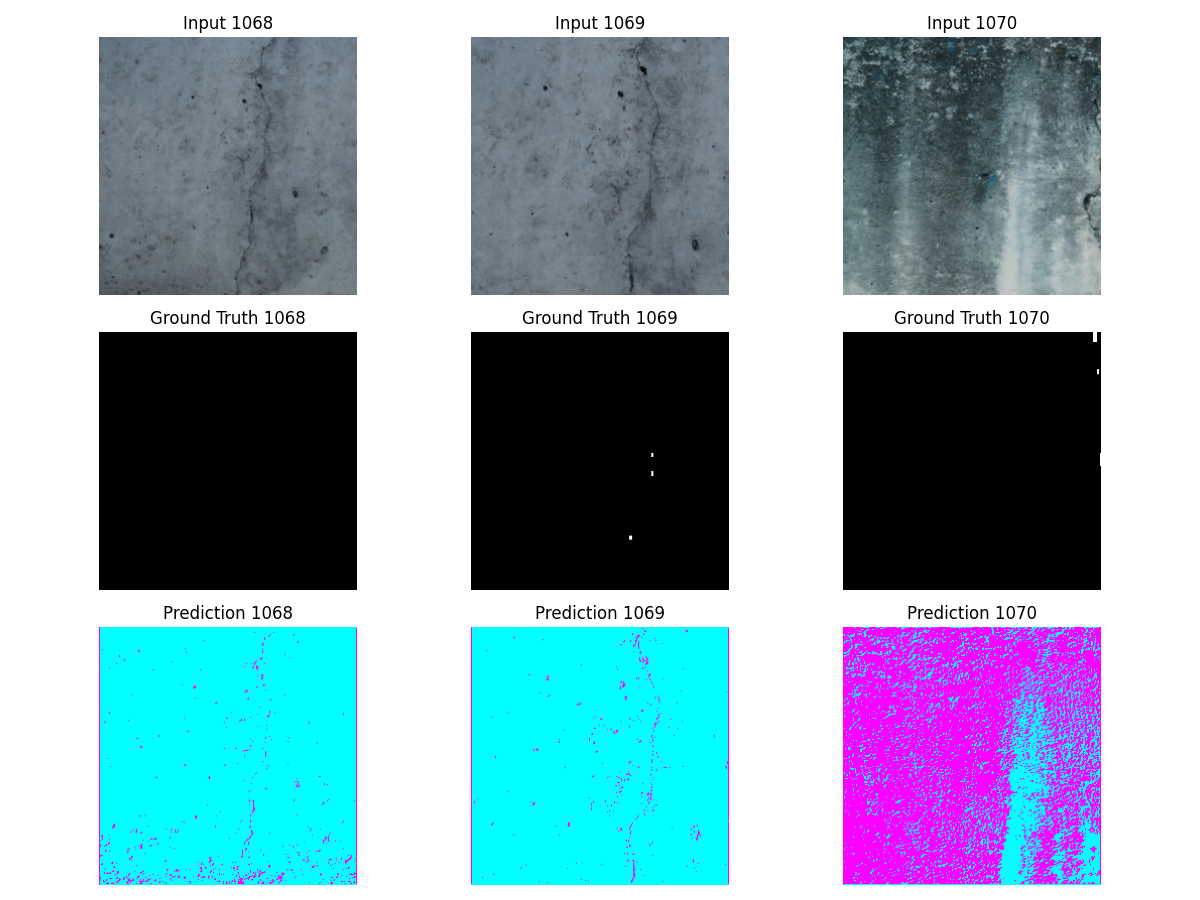 Input 1068
Input 1069
Input 1070
Ground Truth 1068
Ground Truth 1069
Ground Truth 1070
Prediction 1068
Prediction 1069
Prediction 1070